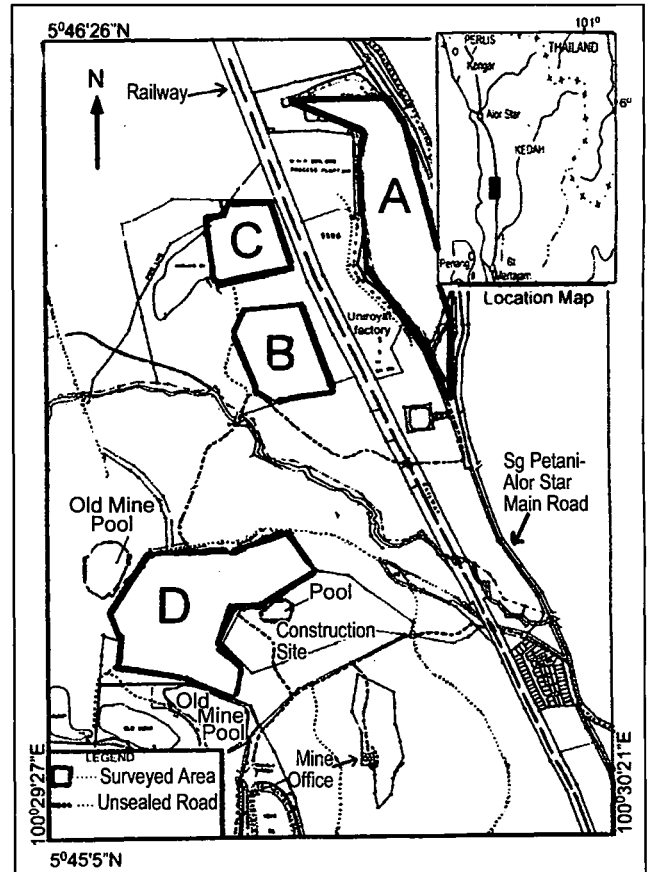 5°46'26"N
101°
PERLIS
Kangar
THAILAND
6°
Alor Star
KEDAH
Penang
Location Map
N
Railway
A
C
B
Uniroyal
factory
Sg Petani-
Alor Star
Main Road
Old Mine
Pool
D
Pool
Construction
Site
Old
Mine
Pool
Mine
Office
LEGEND
Surveyed Area
Unsealed Road
100°29'27"E
100°30'21"E
5°45'5"N